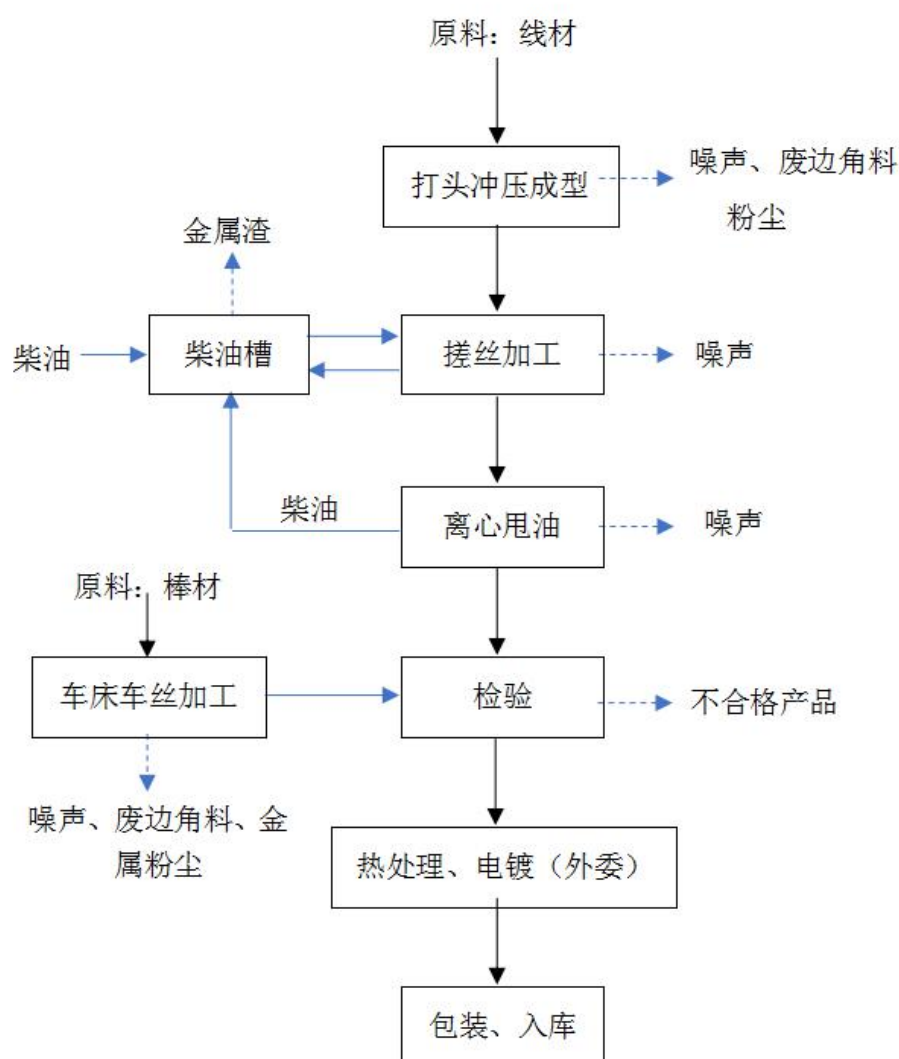 原料：线材
打头冲压成型
噪声、废边角料
粉尘
金属渣
柴油
柴油槽
搓丝加工
噪声
柴油
离心甩油
噪声
原料：棒材
车床车丝加工
检验
不合格产品
噪声、废边角料、金
属粉尘
热处理、电镀（外委）
包装、入库